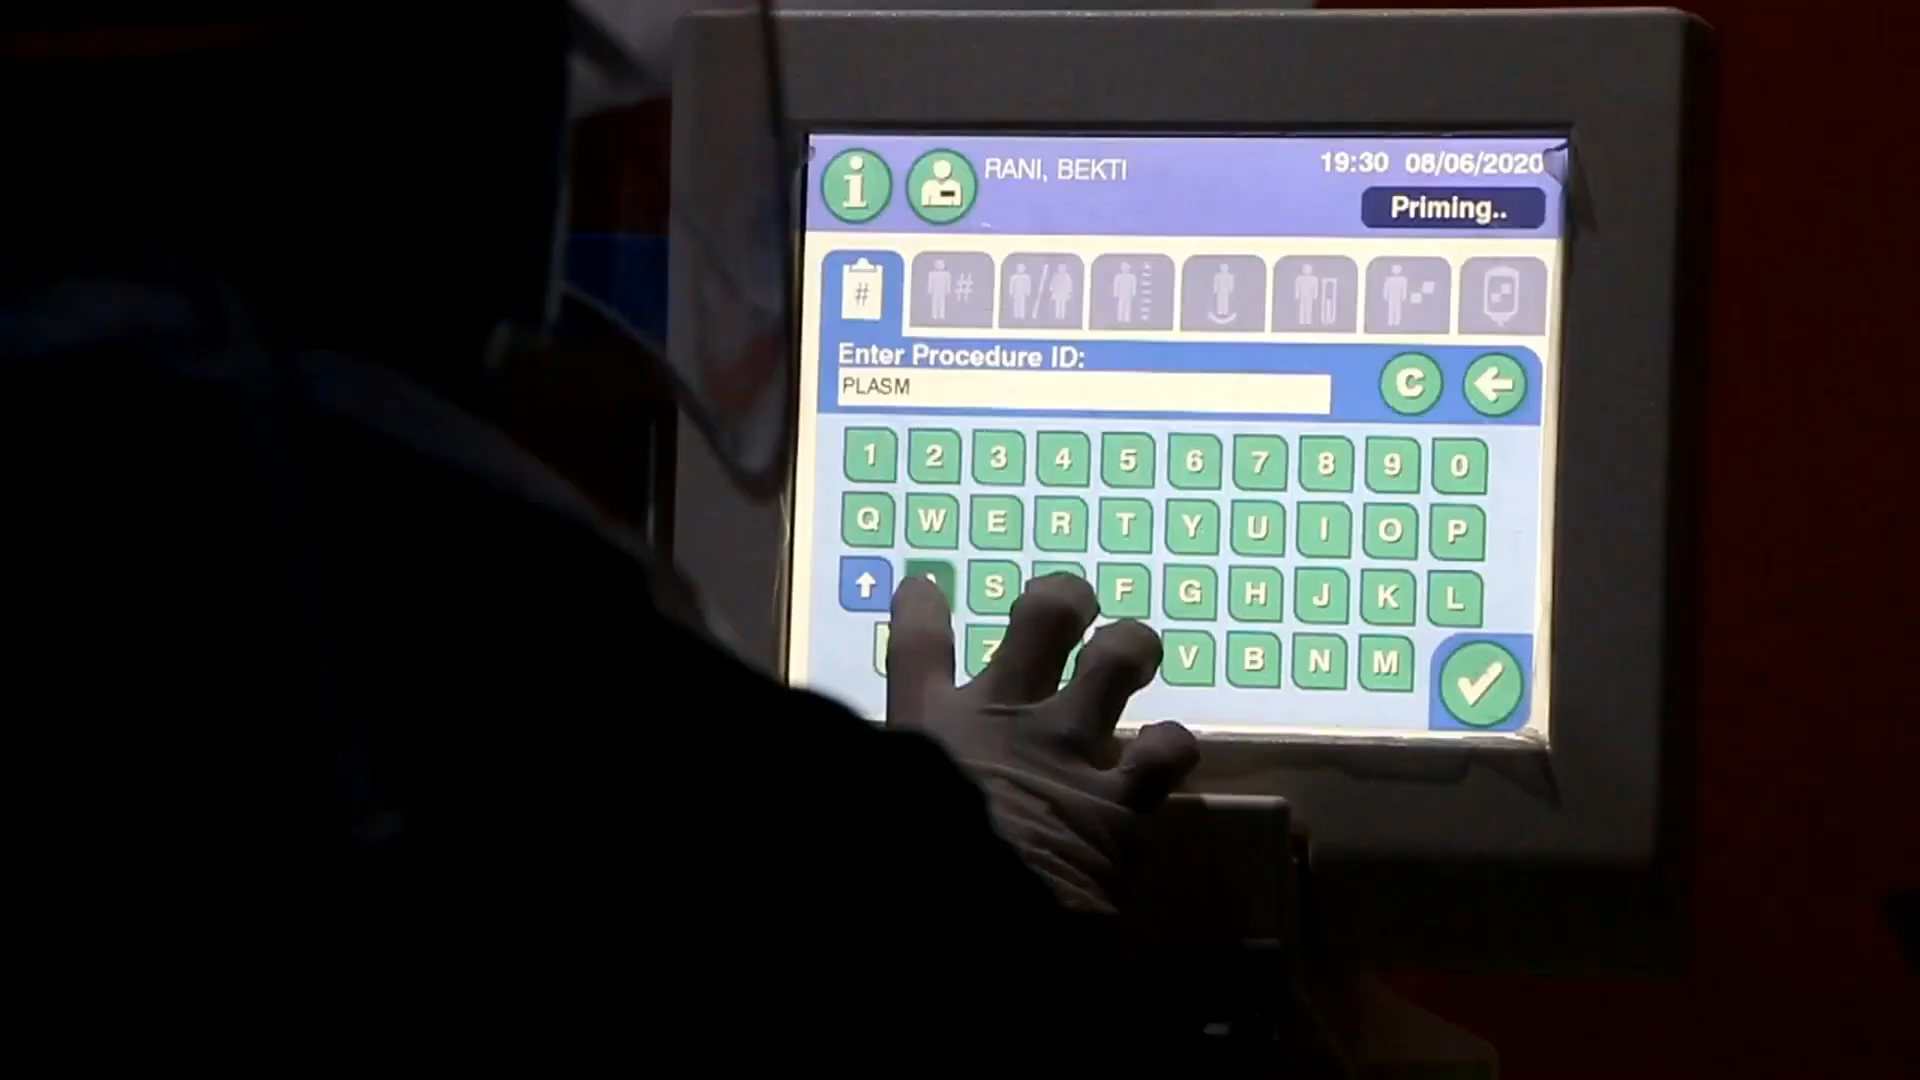 RANI, BEKTI
19:30 08/06/2020
Priming..
#
#
Enter Procedure ID:
PLASM
C
1 2 3 4 5 6 7 8 9 0
Q W E R T Y U I O P
S F G H J K L
Z V B N M